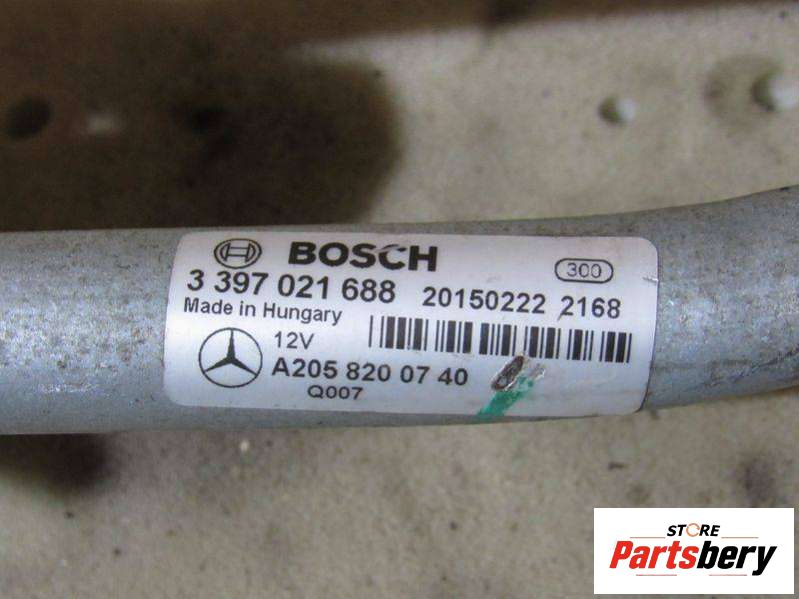 BOSCH
300
3 397 021 688 20150222 2168
Made in Hungary
12V
A205 820 07 40
Q007
STORE
Partsbery